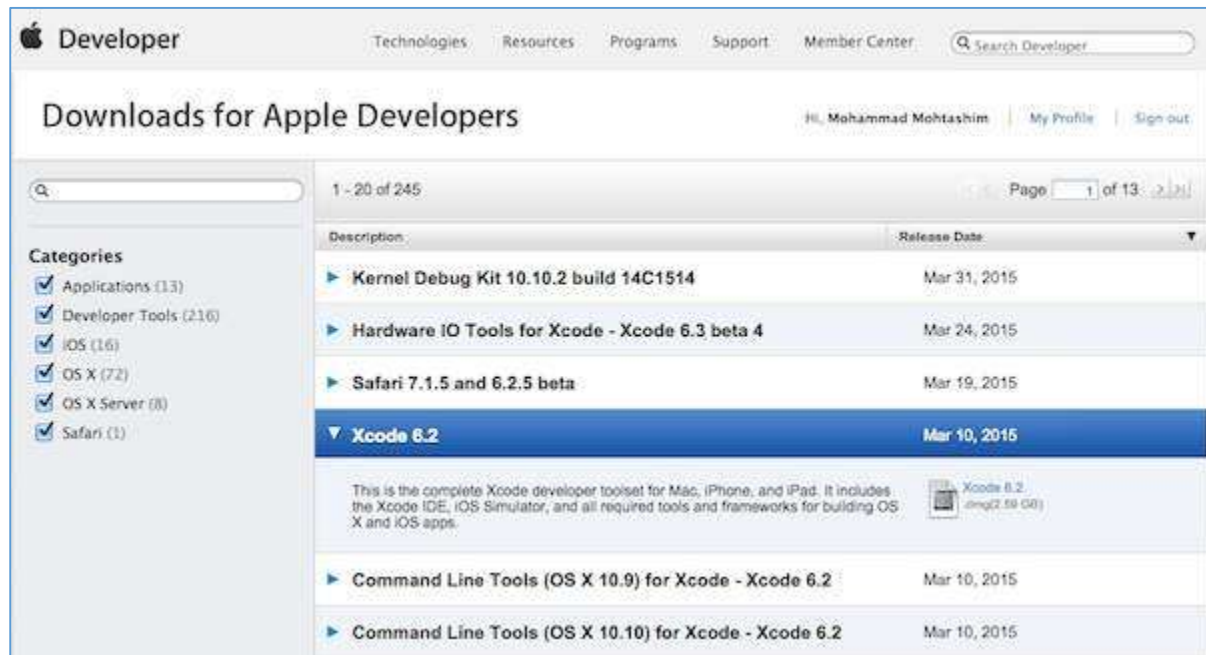 Developer
Technologies Resources Programs Support Member Center Search Developer
Downloads for Apple Developers
Hi, Mohammad Mohtashim | My Profile | Sign out
1 - 20 of 245 Page 1 of 13
Description Release Date
Categories
Applications (13)
Developer Tools (216)
iOS (16)
OS X (72)
OS X Server (8)
Safari (1)
Kernel Debug Kit 10.10.2 build 14C1514 Mar 31, 2015
Hardware IO Tools for Xcode - Xcode 6.3 beta 4 Mar 24, 2015
Safari 7.1.5 and 6.2.5 beta Mar 19, 2015
Xcode 6.2 Mar 10, 2015
This is the complete Xcode developer toolset for Mac, iPhone, and iPad. It includes
the Xcode IDE, iOS Simulator, and all required tools and frameworks for building OS
X and iOS apps.
Xcode 6.2
.dmg(2.59 GB)
Command Line Tools (OS X 10.9) for Xcode - Xcode 6.2 Mar 10, 2015
Command Line Tools (OS X 10.10) for Xcode - Xcode 6.2 Mar 10, 2015